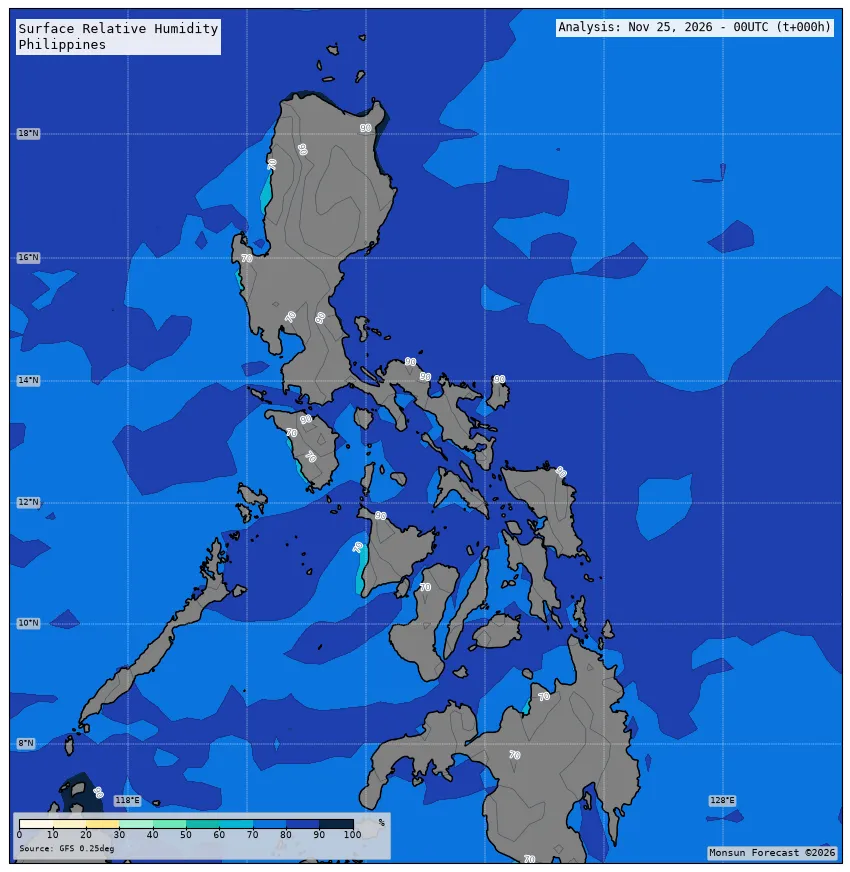 Surface Relative Humidity
Philippines
Analysis: Nov 25, 2026 - 00UTC (t+000h)
90
18°N
90
70
16°N
70
70
90
14°N
90
90
90
90
70
70
90
12°N
90
70
70
10°N
70
8°N
70
90
118°E
128°E
0 10 20 30 40 50 60 70 80 90 100 %
Source: GFS 0.25deg
Monsun Forecast ©2026
70